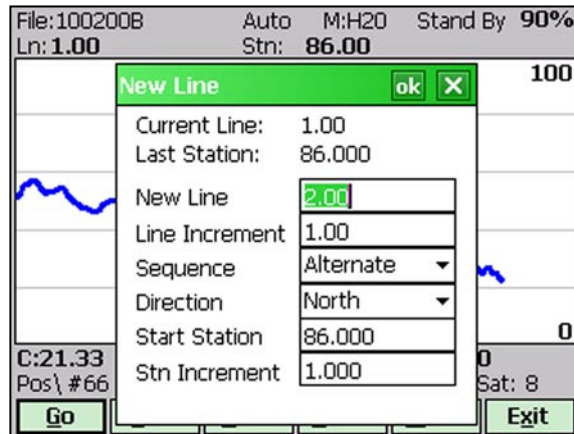 File:100200B Auto M:H20 Stand By 90%
Ln: 1.00 Stn: 86.00
100
New Line ok X
Current Line: 1.00
Last Station: 86.000
New Line 2.00
Line Increment 1.00
Sequence Alternate
Direction North
Start Station 86.000
Stn Increment 1.000
0
C:21.33 0
Pos\ #66 Sat: 8
Go Exit